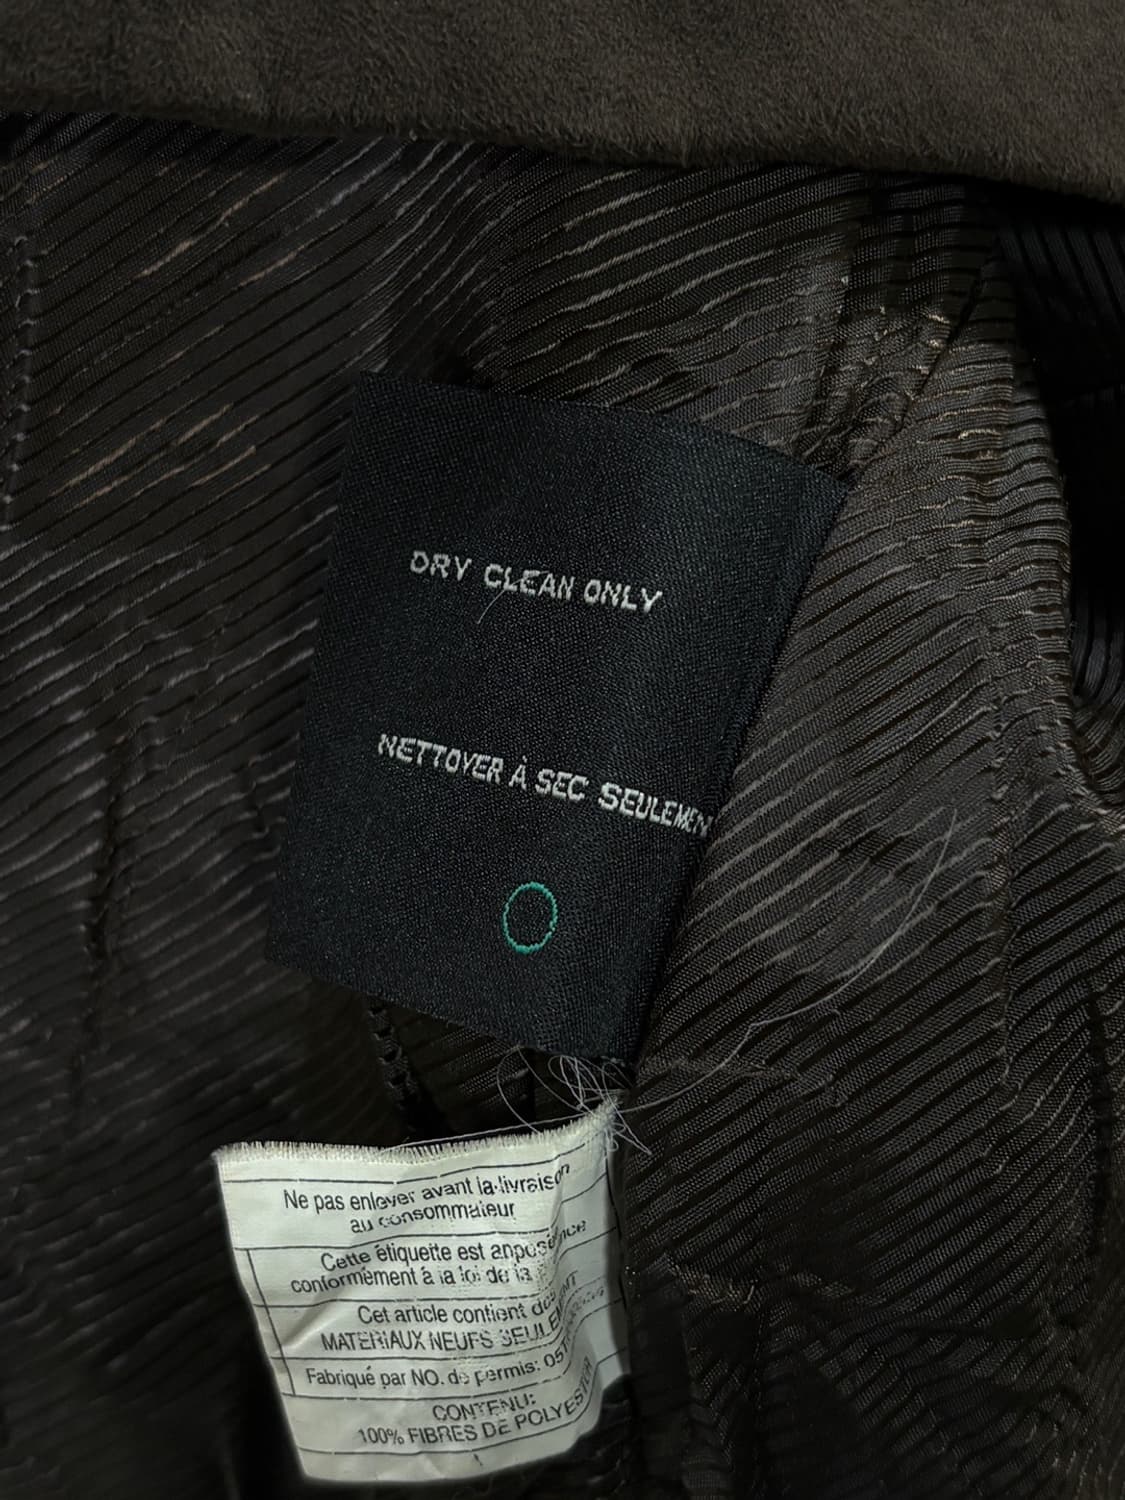 DRY CLEAN ONLY
NETTOYER À SEC SEULEMEN
Ne pas enlever avant la livraison
au consommateur
Cette étiquette est apposée
conformément à la loi de la
Cet article contient des
MATERIAUX NEUFS SEULEMENT
Fabriqué par NO. de permis:
CONTENU:
100% FIBRES DE POLYESTER